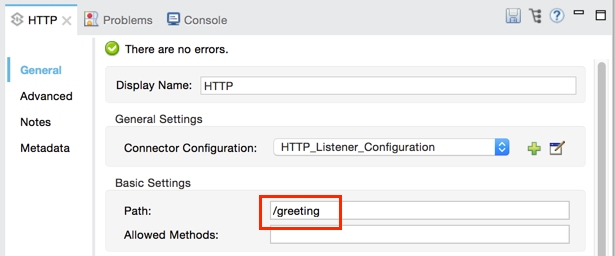 HTTP Problems Console
There are no errors.
General
Advanced
Notes
Metadata
Display Name: HTTP
General Settings
Connector Configuration: HTTP_Listener_Configuration
Basic Settings
Path: /greeting
Allowed Methods: